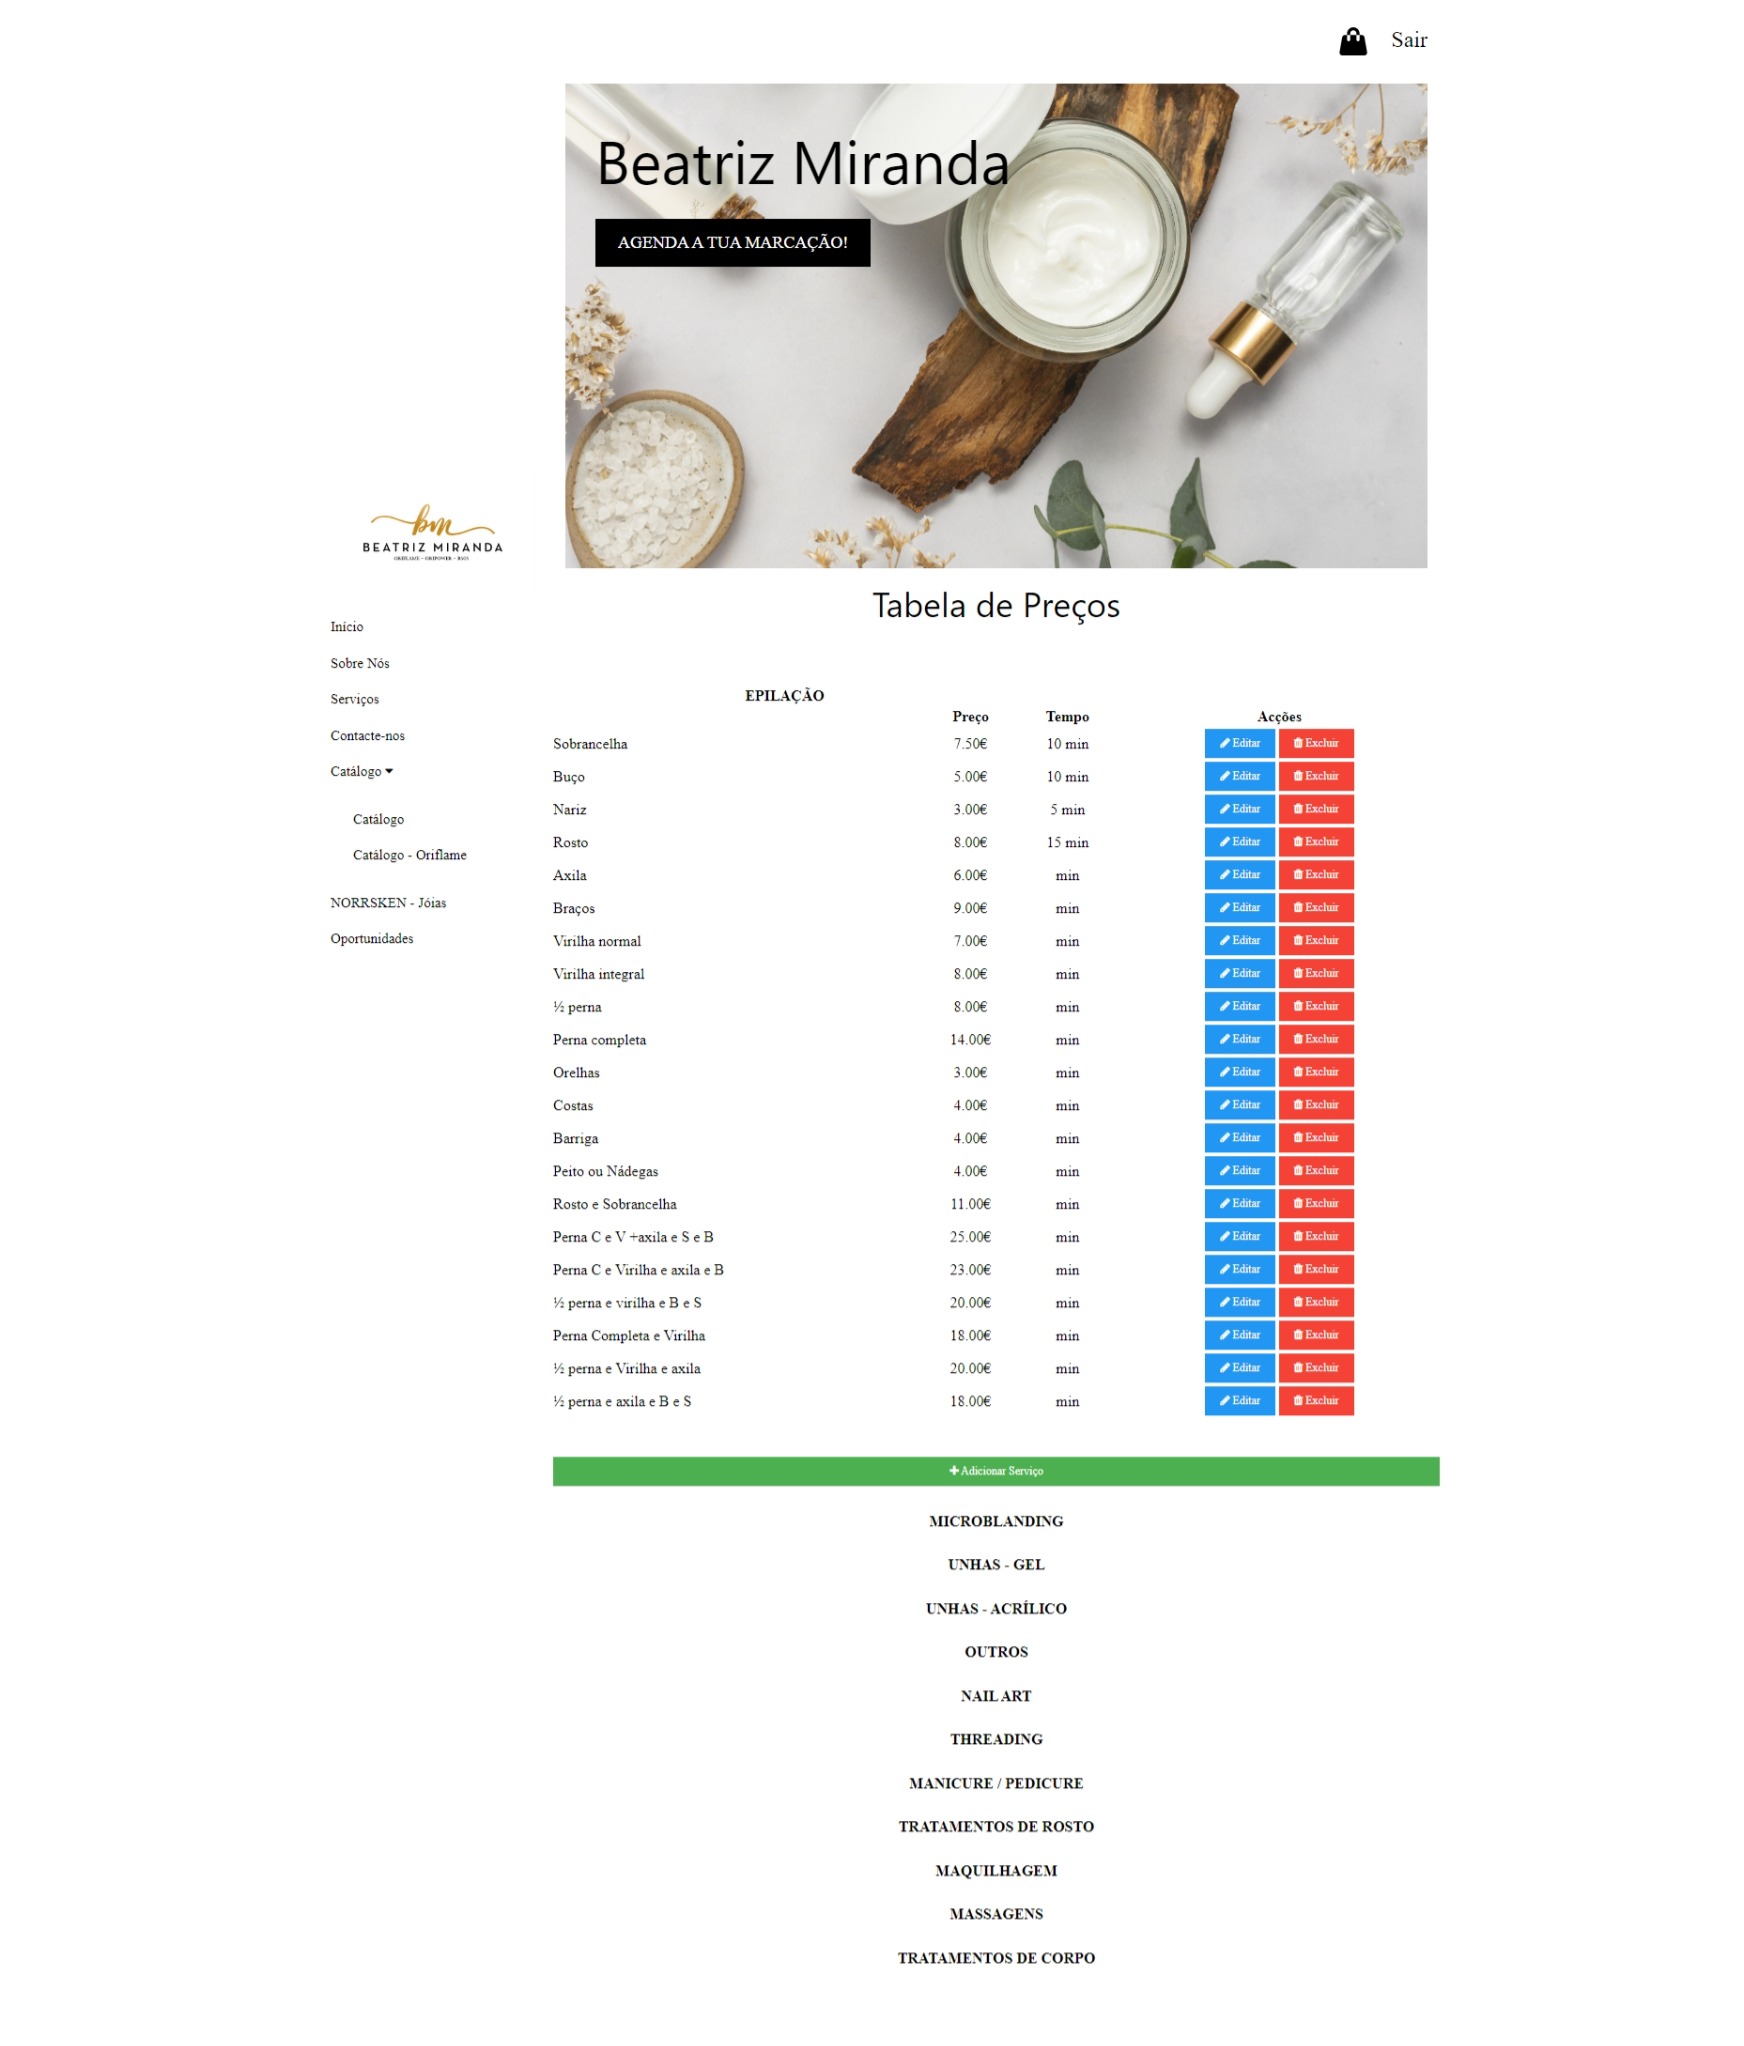 Sair
Beatriz Miranda
AGENDA A TUA MARCAÇÃO!
bm
BEATRIZ MIRANDA
Tabela de Preços
Início
Sobre Nós
Serviços
Contacte-nos
Catálogo
Catálogo
Catálogo - Oriflame
NORRSKEN - Jóias
Oportunidades
EPILAÇÃO
Preço Tempo Acções
Sobrancelha 7.50€ 10 min Editar Excluir
Buço 5.00€ 10 min Editar Excluir
Nariz 3.00€ 5 min Editar Excluir
Rosto 8.00€ 15 min Editar Excluir
Axila 6.00€ min Editar Excluir
Braços 9.00€ min Editar Excluir
Virilha normal 7.00€ min Editar Excluir
Virilha integral 8.00€ min Editar Excluir
½ perna 8.00€ min Editar Excluir
Perna completa 14.00€ min Editar Excluir
Orelhas 3.00€ min Editar Excluir
Costas 4.00€ min Editar Excluir
Barriga 4.00€ min Editar Excluir
Peito ou Nádegas 4.00€ min Editar Excluir
Rosto e Sobrancelha 11.00€ min Editar Excluir
Perna C e V +axila e S e B 25.00€ min Editar Excluir
Perna C e Virilha e axila e B 23.00€ min Editar Excluir
½ perna e virilha e B e S 20.00€ min Editar Excluir
Perna Completa e Virilha 18.00€ min Editar Excluir
½ perna e Virilha e axila 20.00€ min Editar Excluir
½ perna e axila e B e S 18.00€ min Editar Excluir
Adicionar Serviço
MICROBLANDING
UNHAS - GEL
UNHAS - ACRÍLICO
OUTROS
NAIL ART
THREADING
MANICURE / PEDICURE
TRATAMENTOS DE ROSTO
MAQUILHAGEM
MASSAGENS
TRATAMENTOS DE CORPO